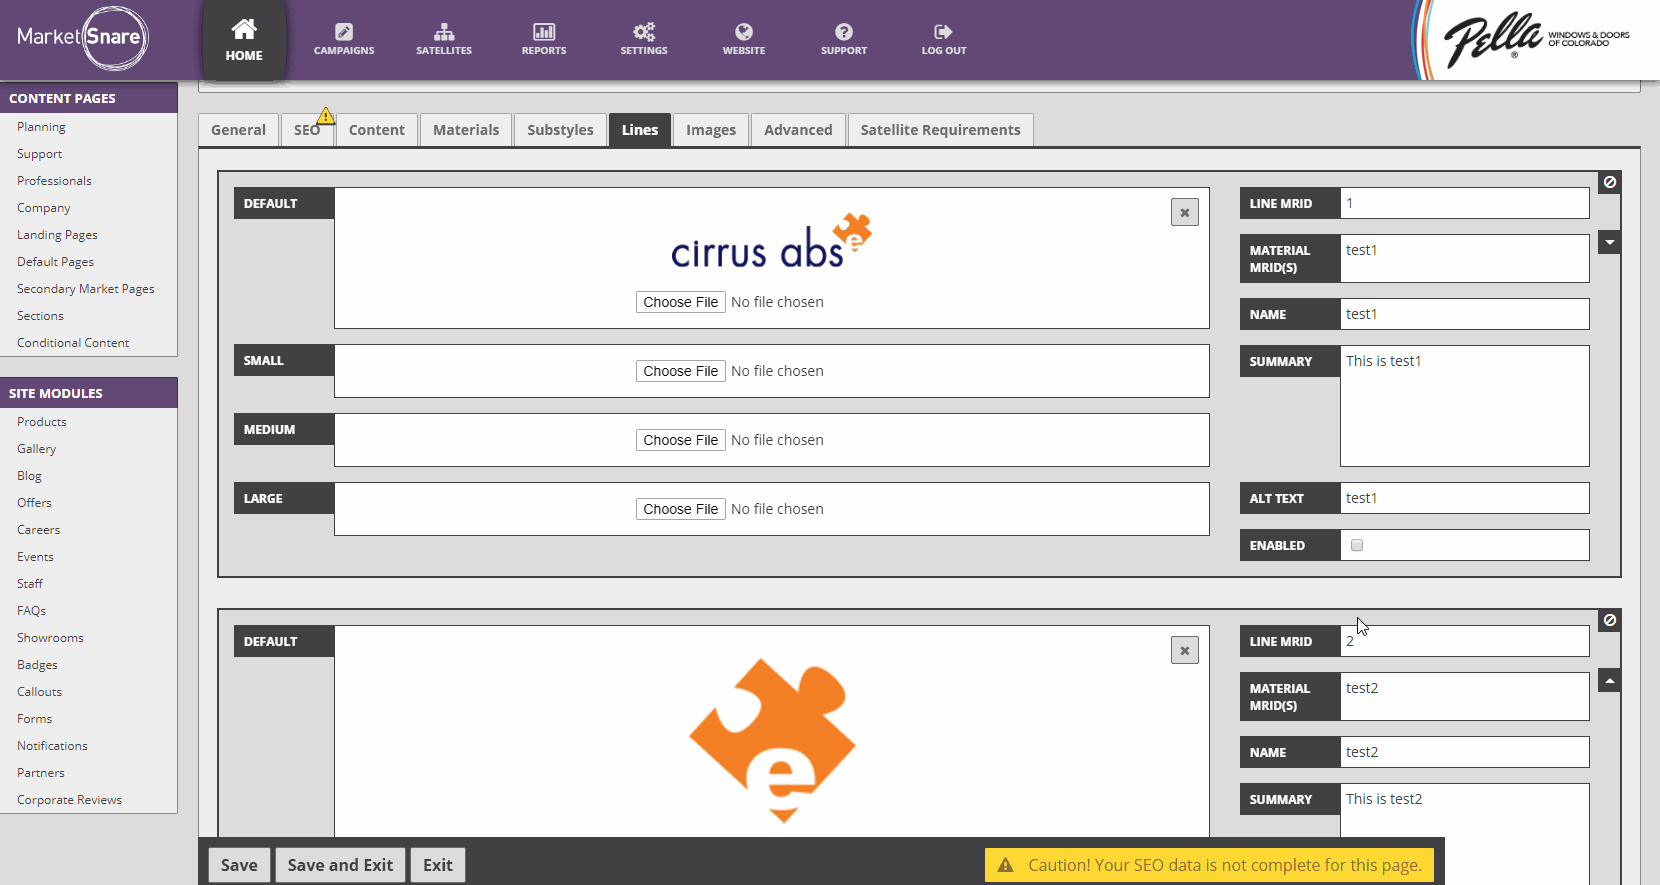 MarketSnare
HOME
CAMPAIGNS
SATELLITES
REPORTS
SETTINGS
WEBSITE
SUPPORT
LOG OUT
Pella®
WINDOWS & DOORS
OF COLORADO
CONTENT PAGES
Planning
Support
Professionals
Company
Landing Pages
Default Pages
Secondary Market Pages
Sections
Conditional Content
SITE MODULES
Products
Gallery
Blog
Offers
Careers
Events
Staff
FAQs
Showrooms
Badges
Callouts
Forms
Notifications
Partners
Corporate Reviews
General
SEO
Content
Materials
Substyles
Lines
Images
Advanced
Satellite Requirements
DEFAULT
cirrus abs
e
Choose File No file chosen
SMALL
Choose File No file chosen
MEDIUM
Choose File No file chosen
LARGE
Choose File No file chosen
LINE MRID
1
MATERIAL
MRID(S)
test1
NAME
test1
SUMMARY
This is test1
ALT TEXT
test1
ENABLED
DEFAULT
e
LINE MRID
2
MATERIAL
MRID(S)
test2
NAME
test2
SUMMARY
This is test2
Save
Save and Exit
Exit
Caution! Your SEO data is not complete for this page.